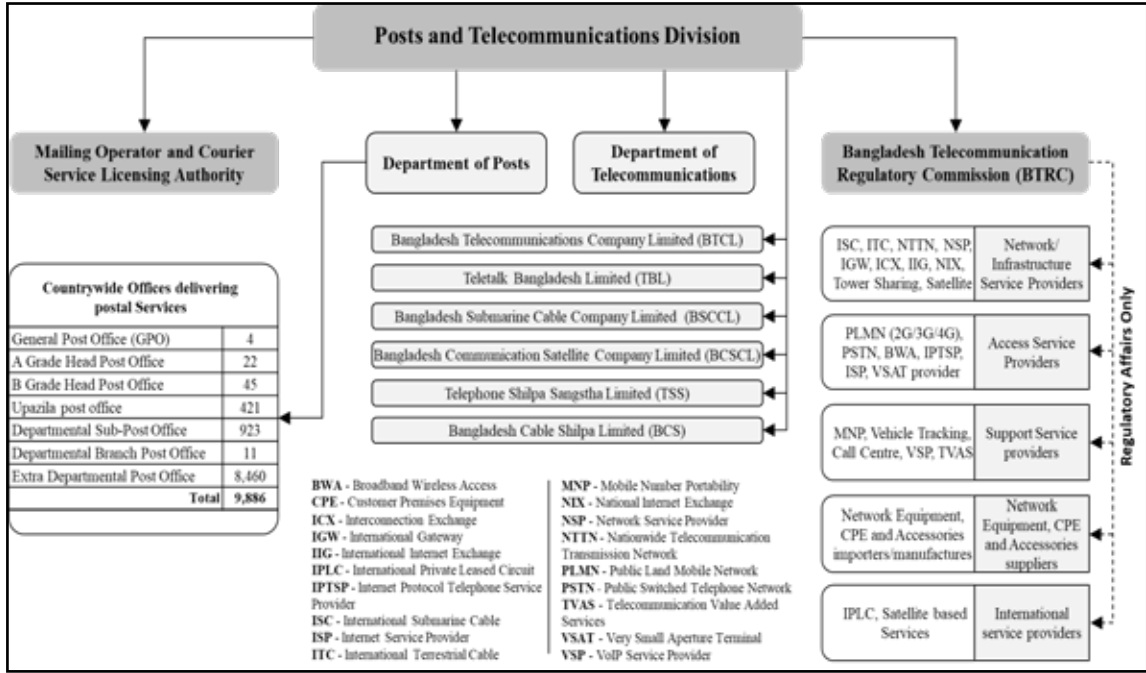 Posts and Telecommunications Division
Mailing Operator and Courier
Service Licensing Authority
Department of Posts
Department of
Telecommunications
Bangladesh Telecommunication
Regulatory Commission (BTRC)
Countrywide Offices delivering
postal Services
General Post Office (GPO) 4
A Grade Head Post Office 22
B Grade Head Post Office 45
Upazila post office 421
Departmental Sub-Post Office 923
Departmental Branch Post Office 11
Extra Departmental Post Office 8,460
Total 9,886
Bangladesh Telecommunications Company Limited (BTCL)
Teletalk Bangladesh Limited (TBL)
Bangladesh Submarine Cable Company Limited (BSCCL)
Bangladesh Communication Satellite Company Limited (BCSCL)
Telephone Shilpa Sangstha Limited (TSS)
Bangladesh Cable Shilpa Limited (BCS)
BWA - Broadband Wireless Access
CPE - Customer Premises Equipment
ICX - Interconnection Exchange
IGW - International Gateway
IIG - International Internet Exchange
IPLC - International Private Leased Circuit
IPTSP - Internet Protocol Telephone Service
Provider
ISC - International Submarine Cable
ISP - Internet Service Provider
ITC - International Terrestrial Cable
MNP - Mobile Number Portability
NIX - National Internet Exchange
NSP - Network Service Provider
NTTN - Nationwide Telecommunication
Transmission Network
PLMN - Public Land Mobile Network
PSTN - Public Switched Telephone Network
TVAS - Telecommunication Value Added
Services
VSAT - Very Small Aperture Terminal
VSP - VoIP Service Provider
ISC, ITC, NTTN, NSP,
IGW, ICX, IIG, NIX,
Tower Sharing, Satellite
Network/
Infrastructure
Service Providers
PLMN (2G/3G/4G),
PSTN, BWA, IPTSP,
ISP, VSAT provider
Access Service
Providers
MNP, Vehicle Tracking,
Call Centre, VSP, TVAS
Support Service
providers
Network Equipment,
CPE and Accessories
importers/manufactures
Network
Equipment, CPE
and Accessories
suppliers
IPLC, Satellite based
Services
International
service providers
Regulatory Affairs Only